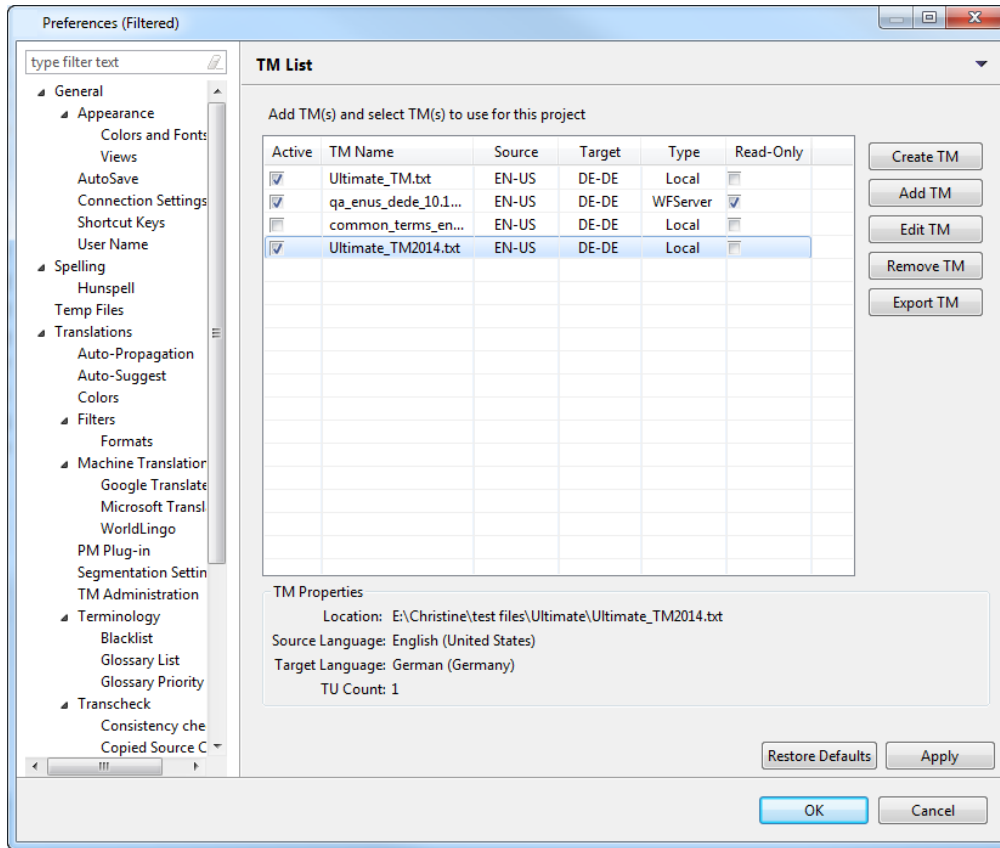 Preferences (Filtered)
type filter text
General
Appearance
Colors and Fonts
Views
AutoSave
Connection Settings
Shortcut Keys
User Name
Spelling
Hunspell
Temp Files
Translations
Auto-Propagation
Auto-Suggest
Colors
Filters
Formats
Machine Translation
Google Translate
Microsoft Transl
WorldLingo
PM Plug-in
Segmentation Settin
TM Administration
Terminology
Blacklist
Glossary List
Glossary Priority
Transcheck
Consistency che
Copied Source C
TM List
Add TM(s) and select TM(s) to use for this project
Active TM Name Source Target Type Read-Only
Ultimate_TM.txt EN-US DE-DE Local
qa_enus_dede_10.1... EN-US DE-DE WFServer
common_terms_en... EN-US DE-DE Local
Ultimate_TM2014.txt EN-US DE-DE Local
Create TM
Add TM
Edit TM
Remove TM
Export TM
TM Properties
Location: E:\Christine\test files\Ultimate\Ultimate_TM2014.txt
Source Language: English (United States)
Target Language: German (Germany)
TU Count: 1
Restore Defaults Apply
OK Cancel